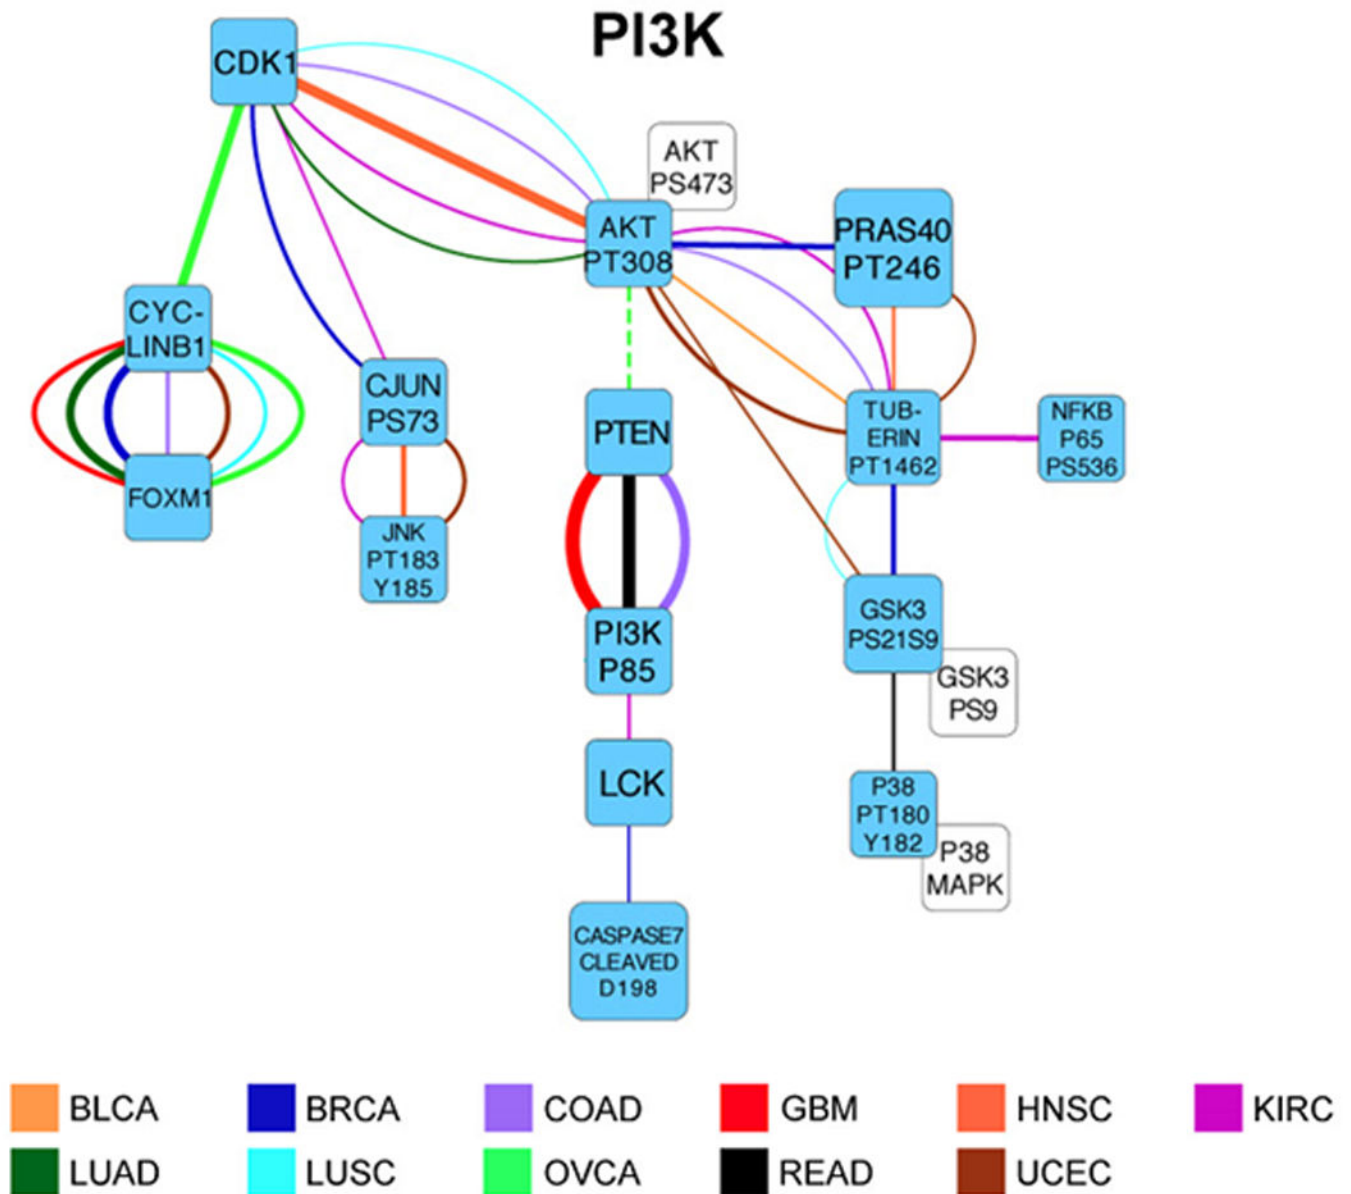 PI3K
CDK1
AKT
PS473
AKT
PT308
PRAS40
PT246
CYC-
LINB1
CJUN
PS73
PTEN
TUB-
ERIN
PT1462
NFKB
P65
PS536
FOXM1
JNK
PT183
Y185
PI3K
P85
GSK3
PS21S9
GSK3
PS9
LCK
P38
PT180
Y182
P38
MAPK
CASPASE7
CLEAVED
D198
BLCA
BRCA
COAD
GBM
HNSC
KIRC
LUAD
LUSC
OVCA
READ
UCEC